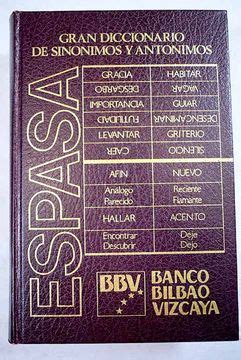 GRAN DICCIONARIO
DE SINONIMOS Y ANTONIMOS
ESPASA
GRACIA HABITAR
DESGARBO VAGAR
IMPORTANCIA GUIAR
FUTILIDAD DESENCAMINAR
LEVANTAR GRITERIO
CAER SILENCIO
AFIN NUEVO
Análogo Reciente
Parecido Flamante
HALLAR ACENTO
Encontrar Deje
Descubrir Dejo
BBV
BANCO
BILBAO
VIZCAYA